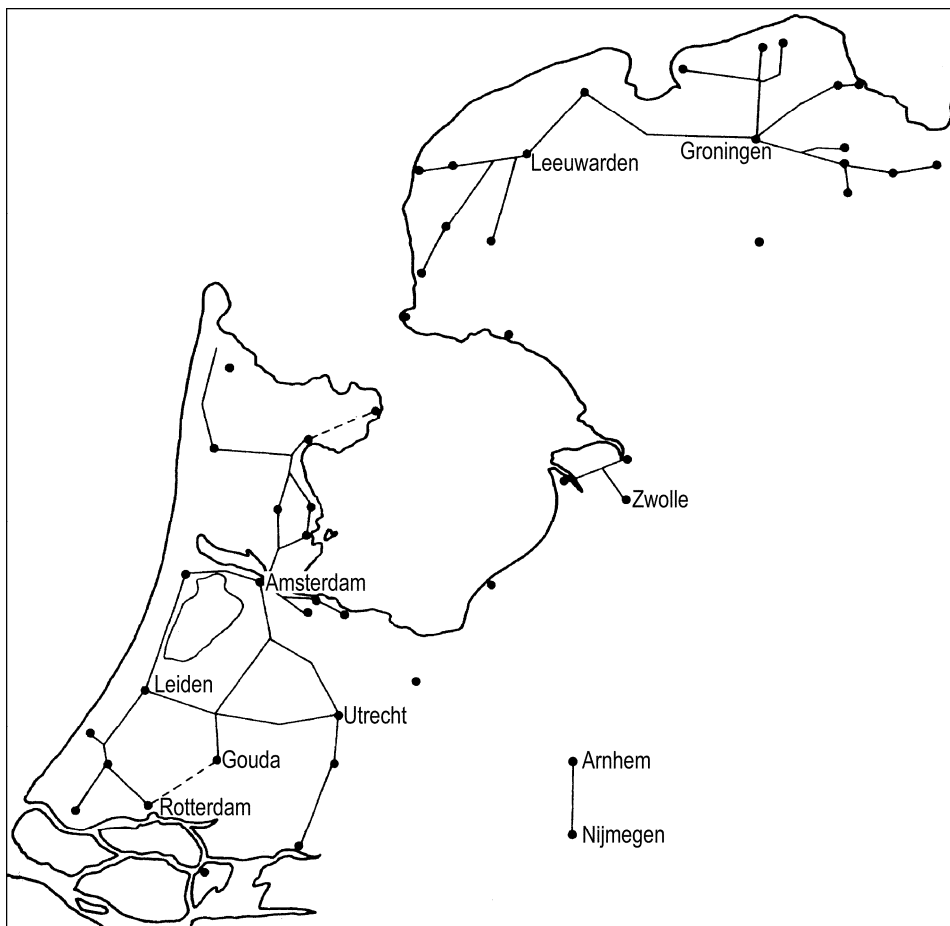 Leeuwarden
Groningen
Zwolle
Amsterdam
Leiden
Utrecht
Gouda
Arnhem
Rotterdam
Nijmegen